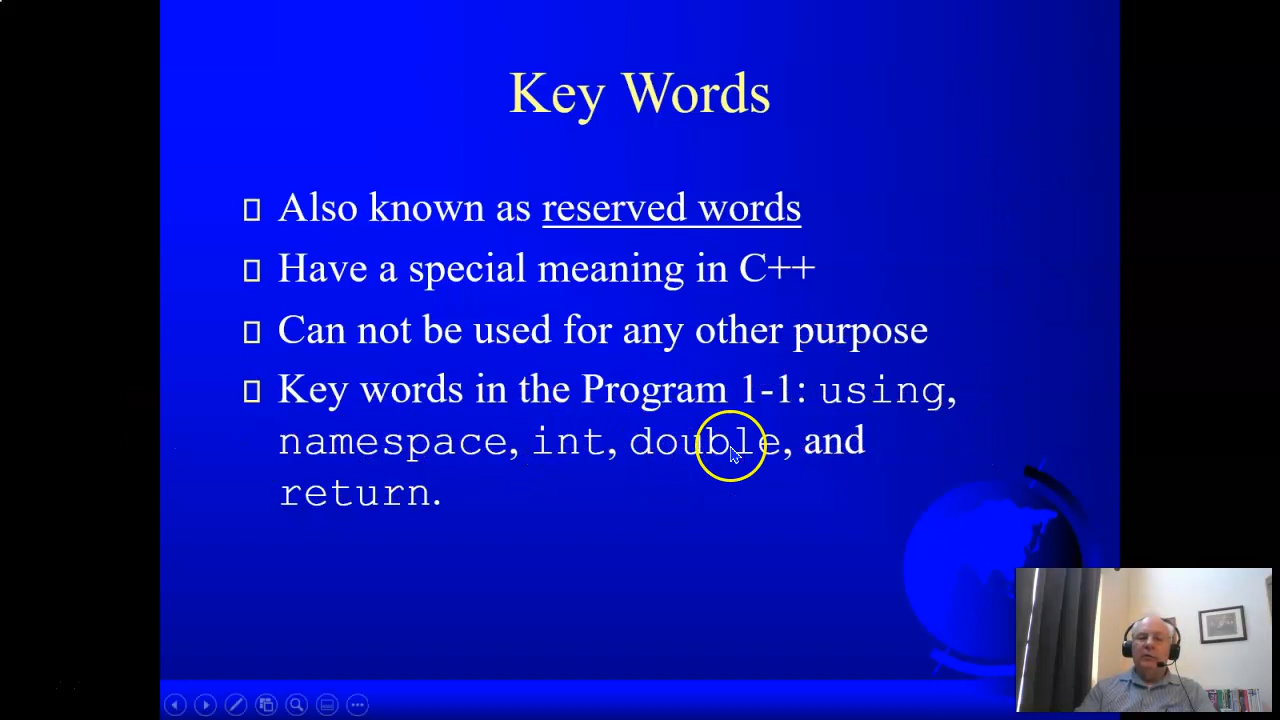 Key Words
Also known as reserved words
Have a special meaning in C++
Can not be used for any other purpose
Key words in the Program 1-1: using,
namespace, int, double, and
return.